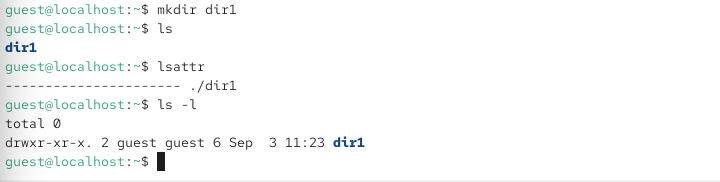 guest@localhost:~$ mkdir dir1
guest@localhost:~$ ls
dir1
guest@localhost:~$ lsattr
---------------------- ./dir1
guest@localhost:~$ ls -l
total 0
drwxr-xr-x. 2 guest guest 6 Sep  3 11:23 dir1
guest@localhost:~$